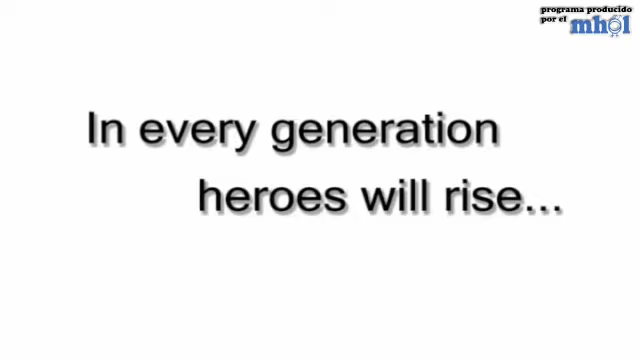 programa producido
por el mhol
In every generation
heroes will rise...